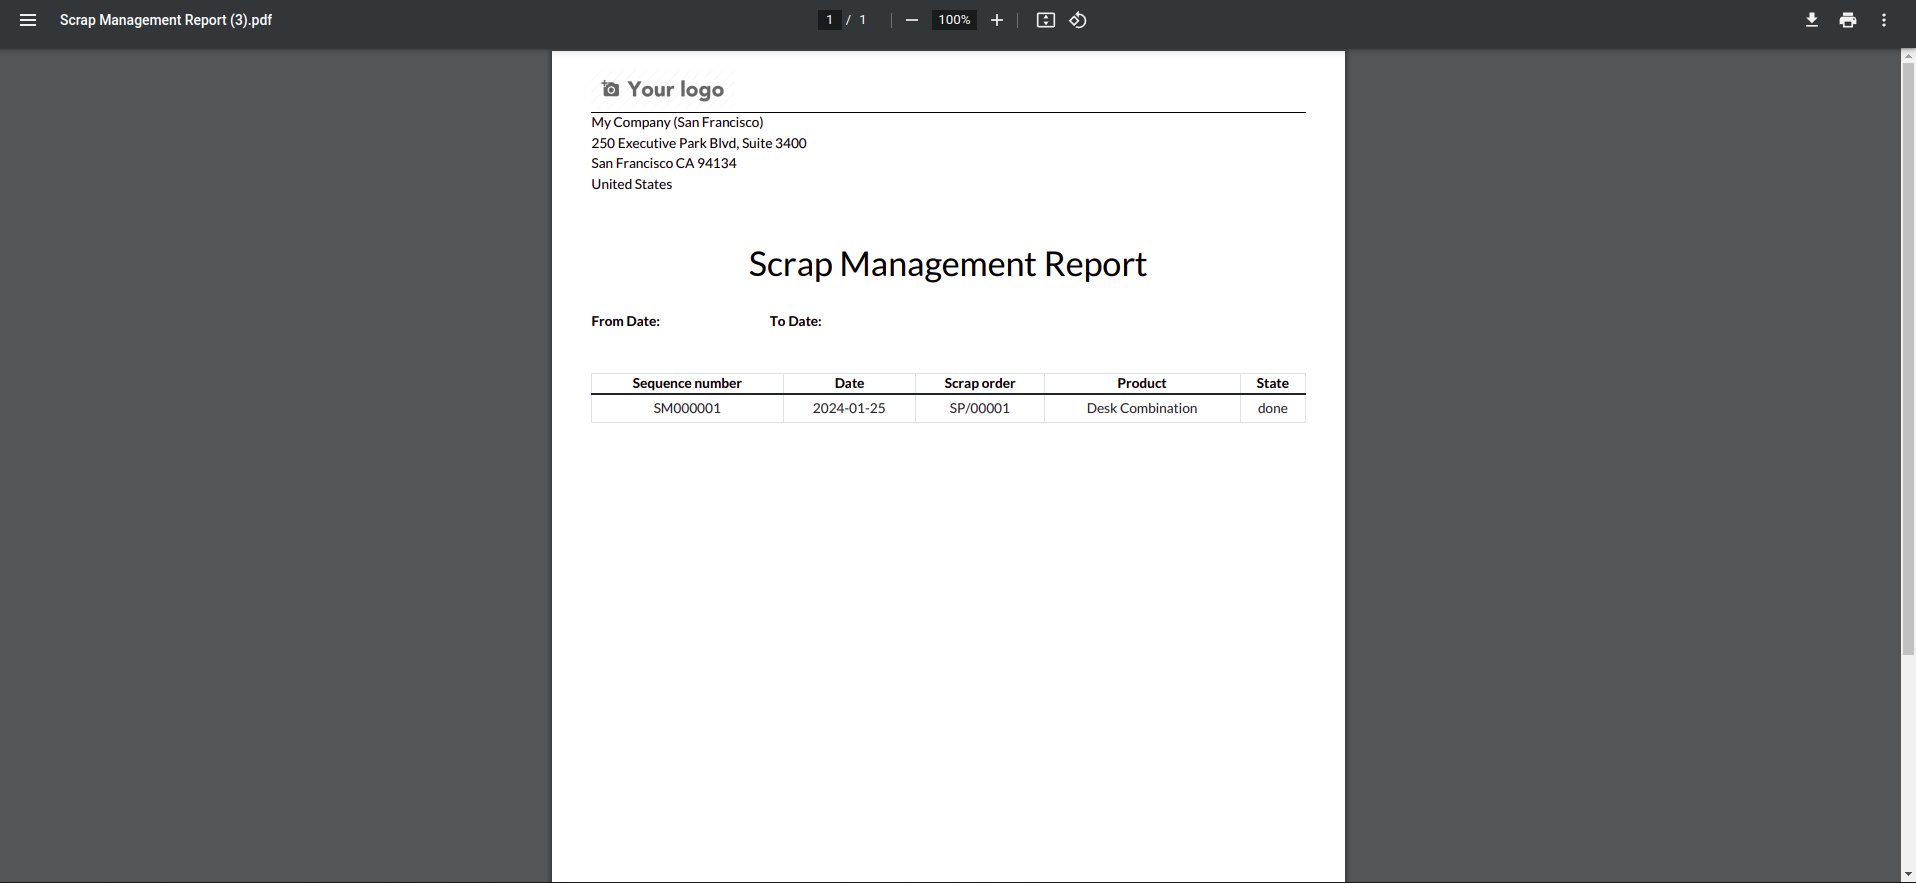 Scrap Management Report (3).pdf
1 / 1
100%
Your logo
My Company (San Francisco)
250 Executive Park Blvd, Suite 3400
San Francisco CA 94134
United States
Scrap Management Report
From Date: To Date:
Sequence number Date Scrap order Product State
SM000001 2024-01-25 SP/00001 Desk Combination done